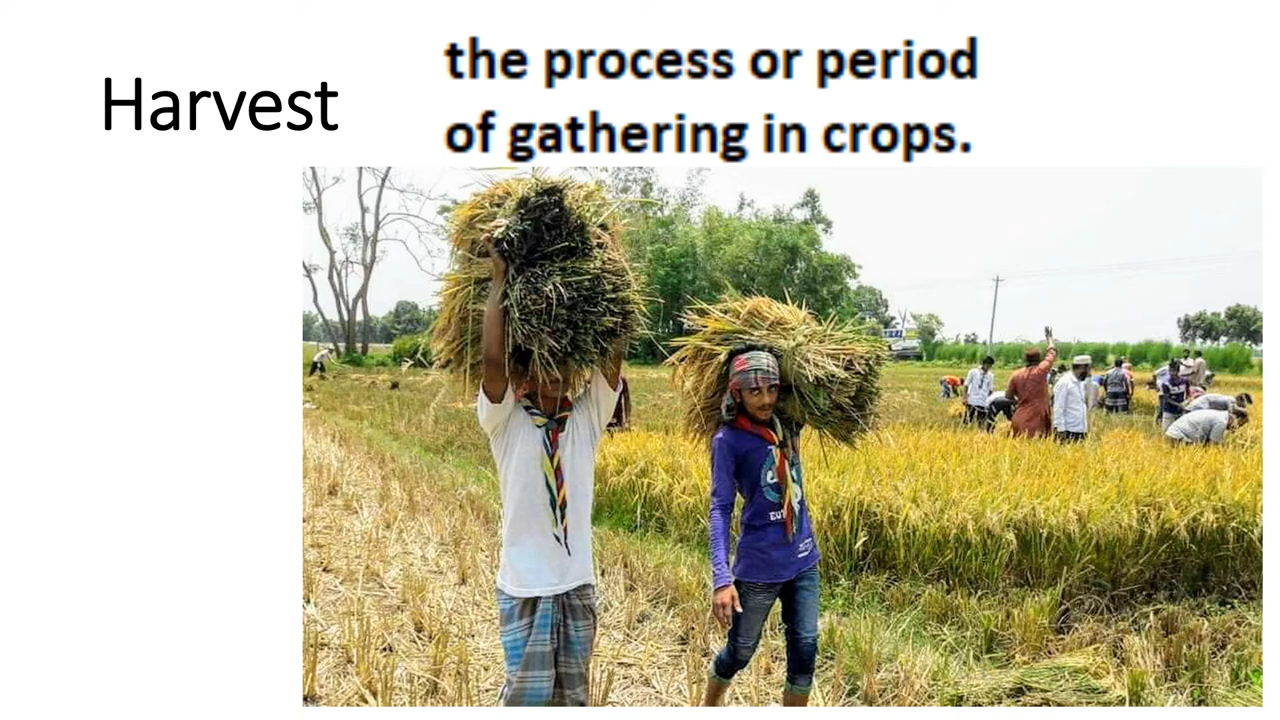 Harvest
the process or period
of gathering in crops.